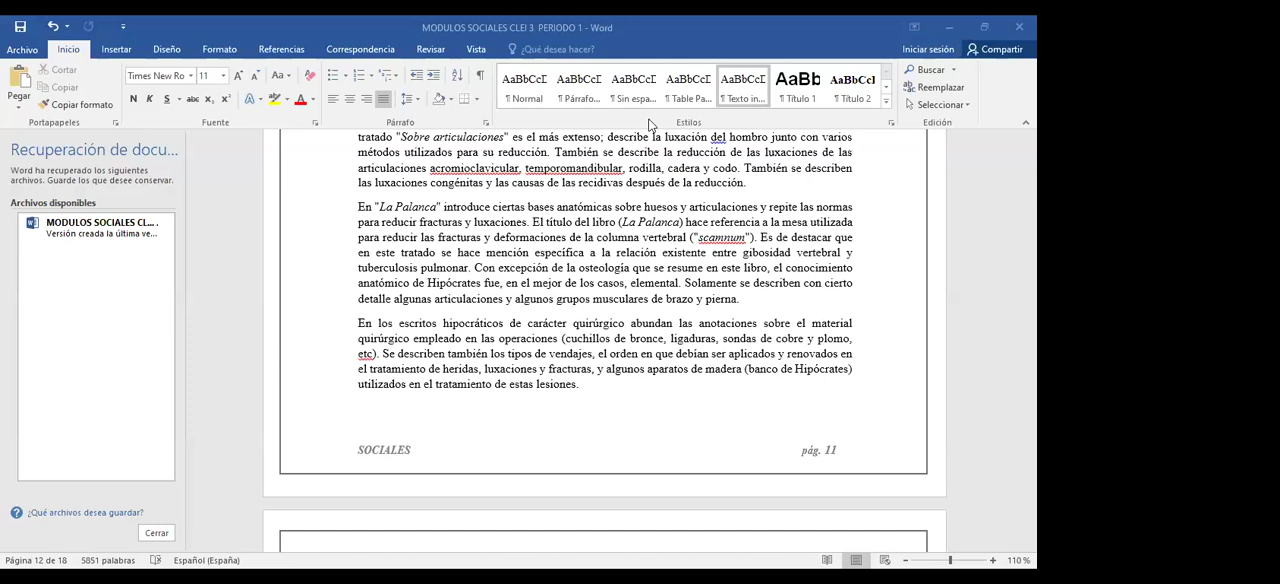 MODULOS SOCIALES CLEI 3 PERIODO 1 - Word
Archivo Inicio Insertar Diseño Formato Referencias Correspondencia Revisar Vista ¿Qué desea hacer? Iniciar sesión Compartir
Pegar
Cortar
Copiar
Copiar formato
Portapapeles
Times New Ro 11
N K S abc x₂ x²
Fuente
Párrafo
AaBbCcD AaBbCcD AaBbCcD AaBbCcD AaBbCcD AaBb AaBbCcI
¶ Normal ¶ Párrafo... ¶ Sin espa... ¶ Table Pa... ¶ Texto in... ¶ Título 1 ¶ Título 2
Estilos
Buscar
Reemplazar
Seleccionar
Edición
Recuperación de docu...
Word ha recuperado los siguientes
archivos. Guarde los que desee conservar.
Archivos disponibles
MODULOS SOCIALES CL... .
Versión creada la última ve...
¿Qué archivos desea guardar?
Cerrar
tratado "Sobre articulaciones" es el más extenso; describe la luxación del hombro junto con varios
métodos utilizados para su reducción. También se describe la reducción de las luxaciones de las
articulaciones acromioclavicular, temporomandibular, rodilla, cadera y codo. También se describen
las luxaciones congénitas y las causas de las recidivas después de la reducción.
En "La Palanca" introduce ciertas bases anatómicas sobre huesos y articulaciones y repite las normas
para reducir fracturas y luxaciones. El título del libro (La Palanca) hace referencia a la mesa utilizada
para reducir las fracturas y deformaciones de la columna vertebral ("scamnum"). Es de destacar que
en este tratado se hace mención específica a la relación existente entre gibosidad vertebral y
tuberculosis pulmonar. Con excepción de la osteología que se resume en este libro, el conocimiento
anatómico de Hipócrates fue, en el mejor de los casos, elemental. Solamente se describen con cierto
detalle algunas articulaciones y algunos grupos musculares de brazo y pierna.
En los escritos hipocráticos de carácter quirúrgico abundan las anotaciones sobre el material
quirúrgico empleado en las operaciones (cuchillos de bronce, ligaduras, sondas de cobre y plomo,
etc). Se describen también los tipos de vendajes, el orden en que debían ser aplicados y renovados en
el tratamiento de heridas, luxaciones y fracturas, y algunos aparatos de madera (banco de Hipócrates)
utilizados en el tratamiento de estas lesiones.
SOCIALES pág. 11
Página 12 de 18 5851 palabras Español (España) 110 %